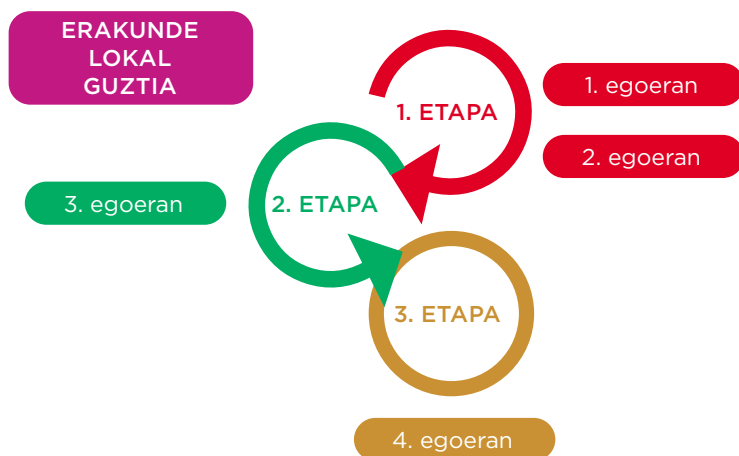 ERAKUNDE
LOKAL
GUZTIA
1. ETAPA
1. egoeran
2. egoeran
3. egoeran
2. ETAPA
3. ETAPA
4. egoeran